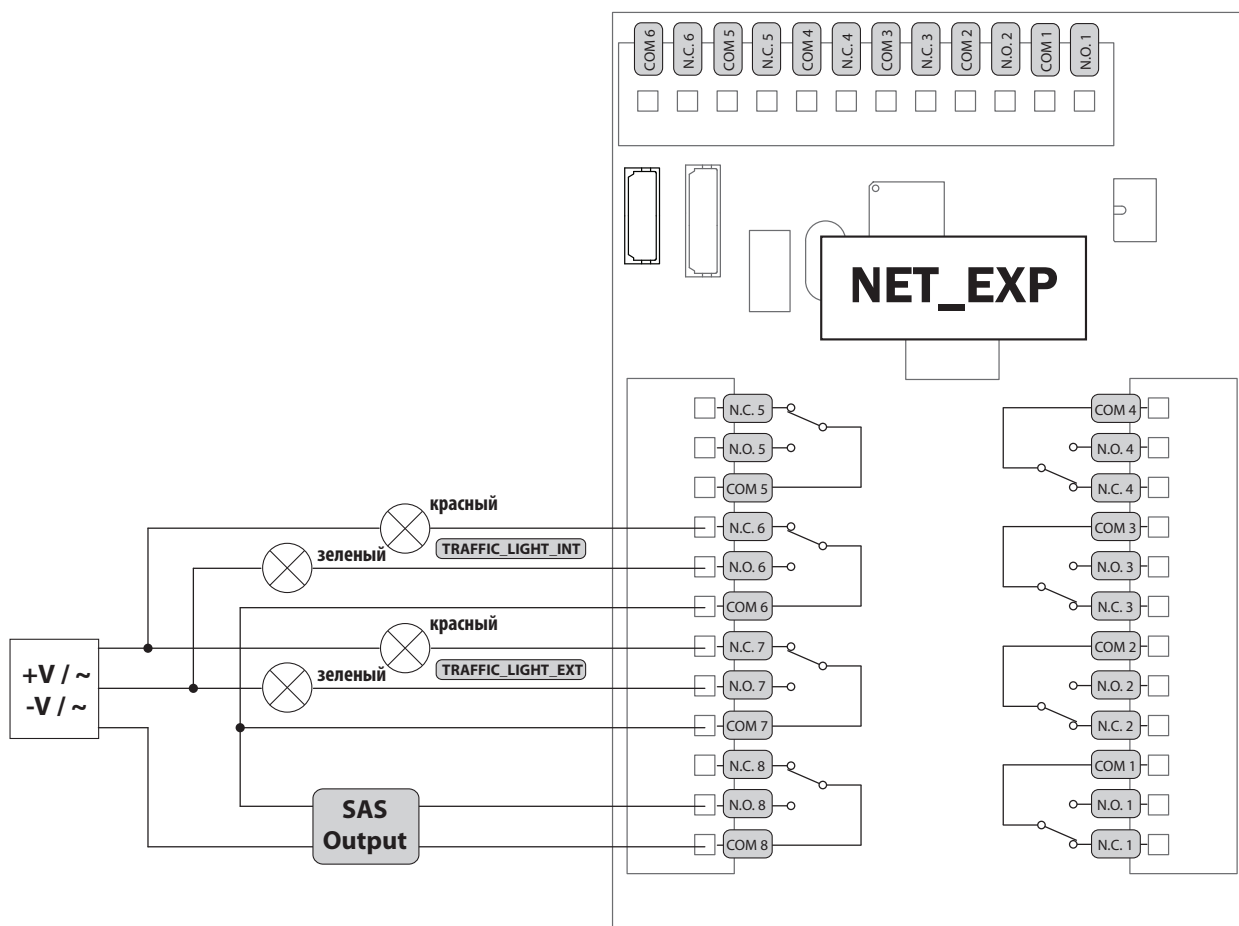 COM 6
N.C. 6
COM 5
N.C. 5
COM 4
N.C. 4
COM 3
N.C. 3
COM 2
N.O. 2
COM 1
N.O. 1
NET_EXP
N.C. 5
N.O. 5
COM 5
красный
N.C. 6
TRAFFIC_LIGHT_INT
зеленый
N.O. 6
COM 6
красный
N.C. 7
TRAFFIC_LIGHT_EXT
зеленый
N.O. 7
COM 7
N.C. 8
N.O. 8
COM 8
+V / ~
-V / ~
SAS
Output
COM 4
N.O. 4
N.C. 4
COM 3
N.O. 3
N.C. 3
COM 2
N.O. 2
N.C. 2
COM 1
N.O. 1
N.C. 1